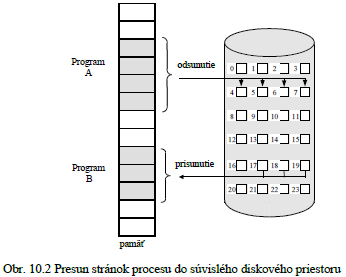 Program
A
odsunutie
0 1 2 3
4 5 6 7
8 9 10 11
12 13 14 15
Program
B
prisunutie
16 17 18 19
20 21 22 23
pamäť
Obr. 10.2 Presun stránok procesu do súvislého diskového priestoru